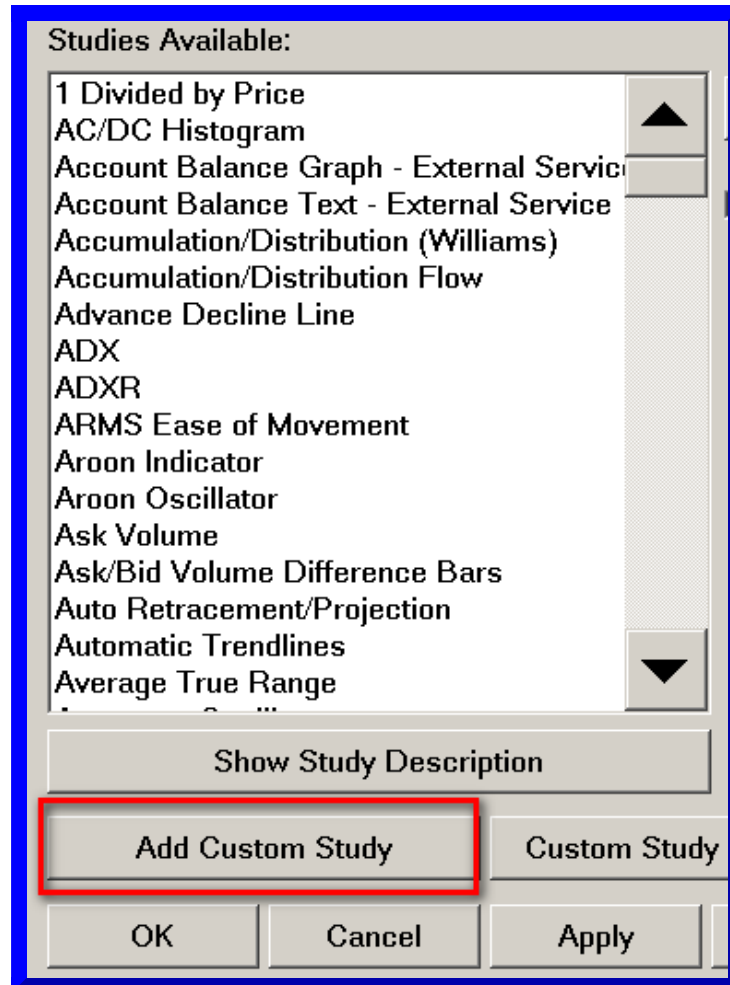 Studies Available:
1 Divided by Price
AC/DC Histogram
Account Balance Graph - External Servic
Account Balance Text - External Service
Accumulation/Distribution (Williams)
Accumulation/Distribution Flow
Advance Decline Line
ADX
ADXR
ARMS Ease of Movement
Aroon Indicator
Aroon Oscillator
Ask Volume
Ask/Bid Volume Difference Bars
Auto Retracement/Projection
Automatic Trendlines
Average True Range
Show Study Description
Add Custom Study Custom Study
OK Cancel Apply